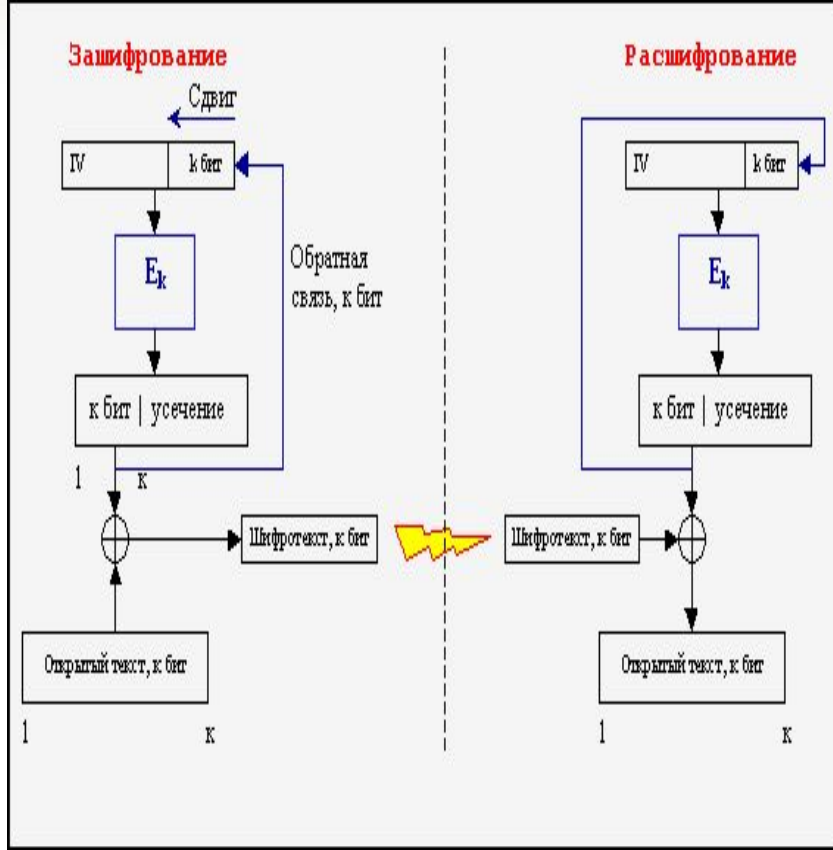 Зашифрование
Сдвиг
IV
k бит
Ek
Обратная
связь, к бит
к бит | усечение
1
к
Шифротекст, к бит
Открытый текст, к бит
1
к
Расшифрование
IV
k бит
Ek
к бит | усечение
Шифротекст, к бит
Открытый текст, к бит
1
к